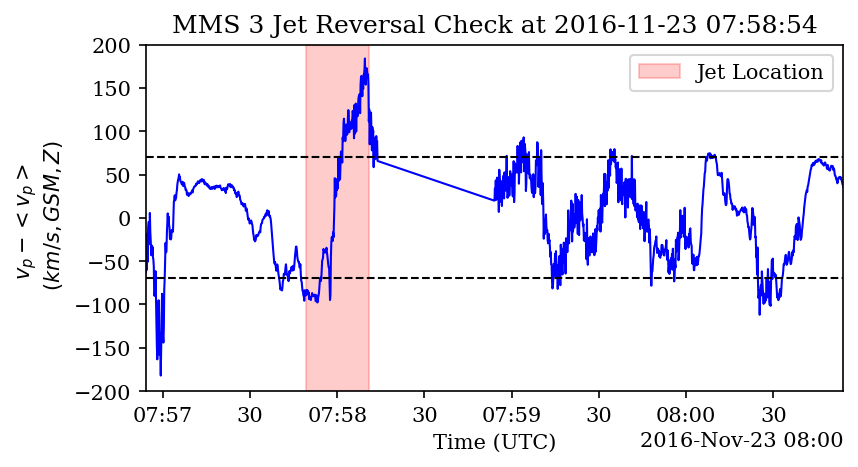 MMS 3 Jet Reversal Check at 2016-11-23 07:58:54
200
150
100
50
0
−50
−100
−150
−200
v_p − < v_p >
(km/s, GSM, Z)
Jet Location
07:57 30 07:58 30 07:59 30 08:00 30
Time (UTC)
2016-Nov-23 08:00